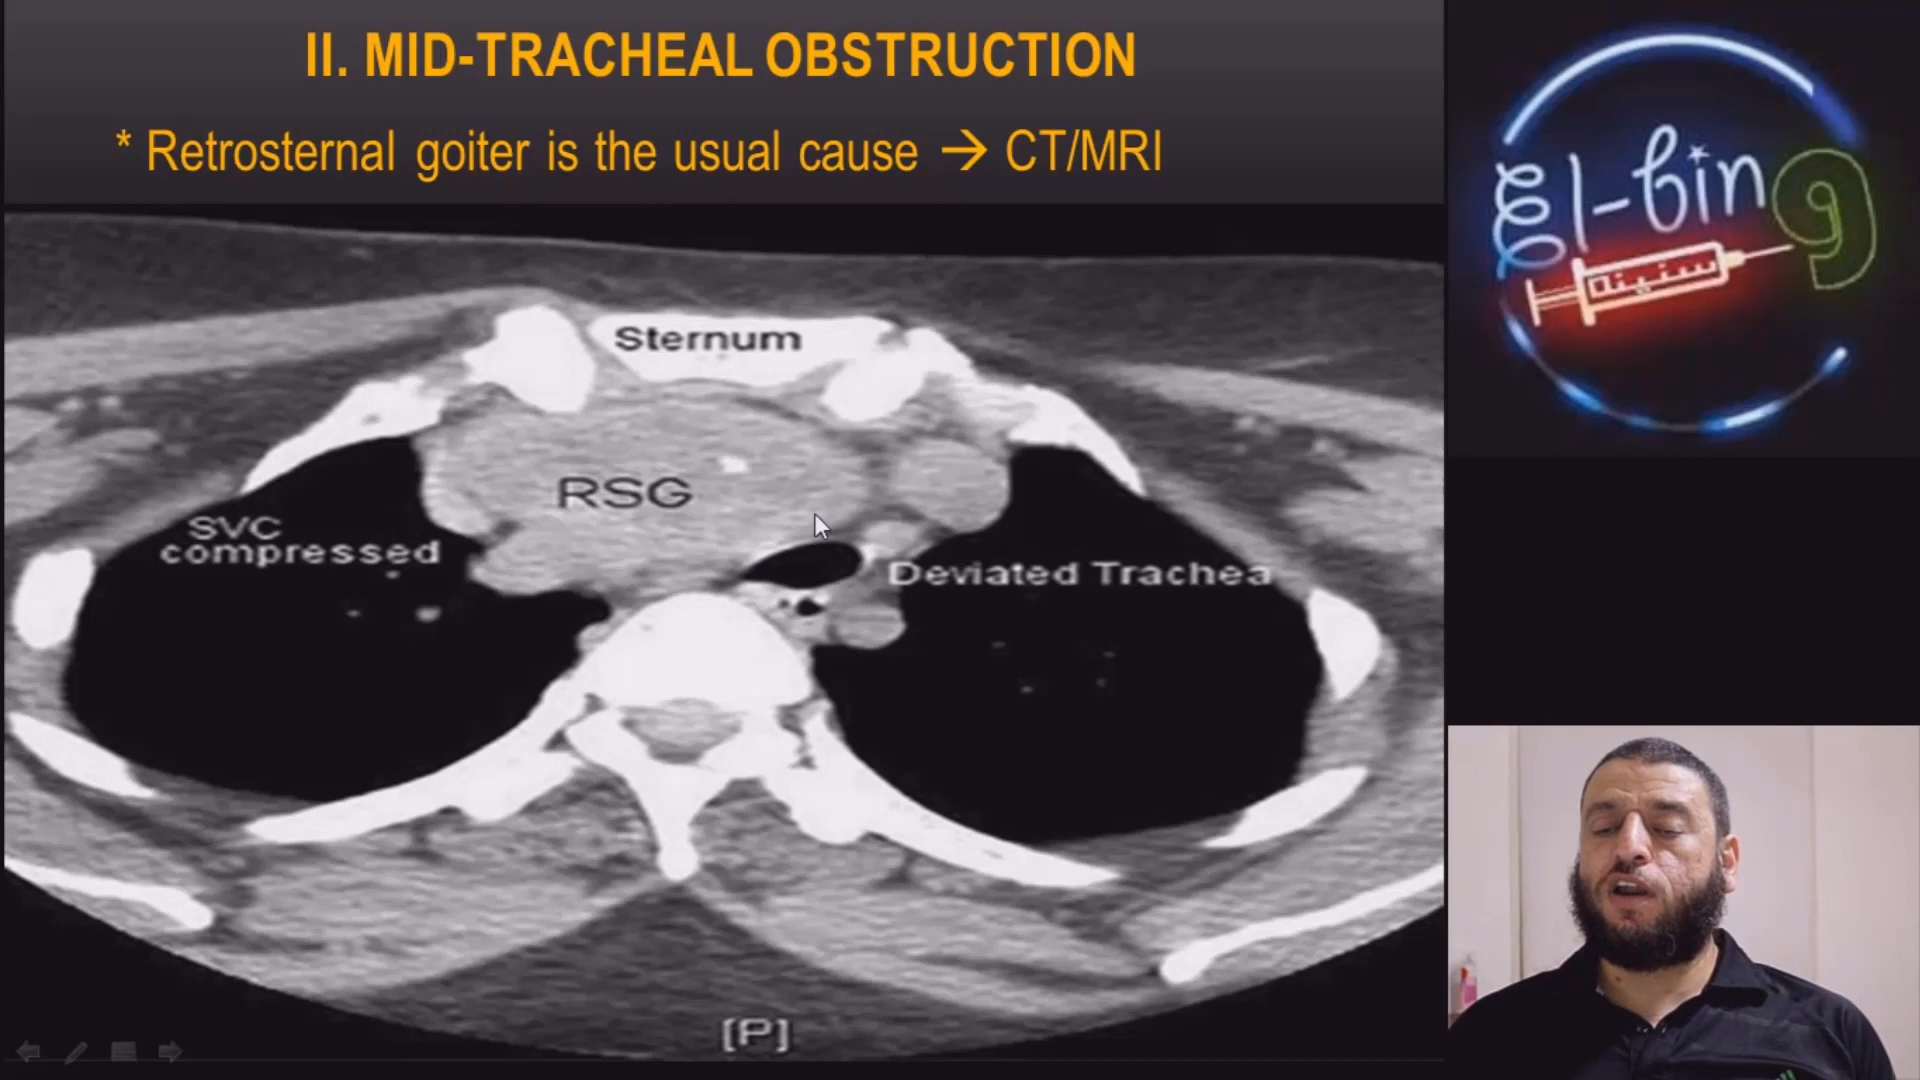 II. MID-TRACHEAL OBSTRUCTION
* Retrosternal goiter is the usual cause → CT/MRI
Sternum
RSG
SVC
compressed
Deviated Trachea
[P]
El-bing